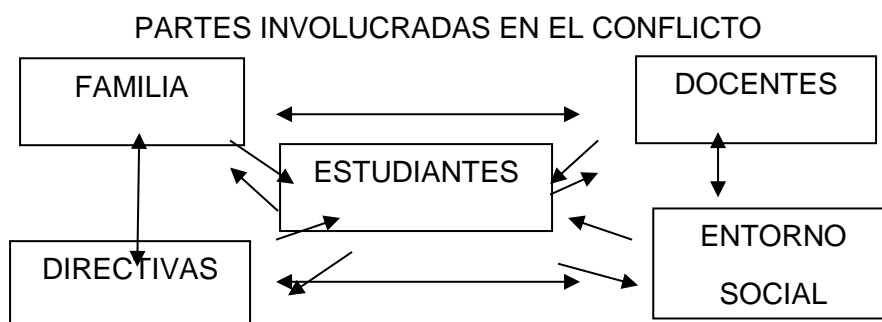 PARTES INVOLUCRADAS EN EL CONFLICTO
FAMILIA
DOCENTES
ESTUDIANTES
DIRECTIVAS
ENTORNO
SOCIAL